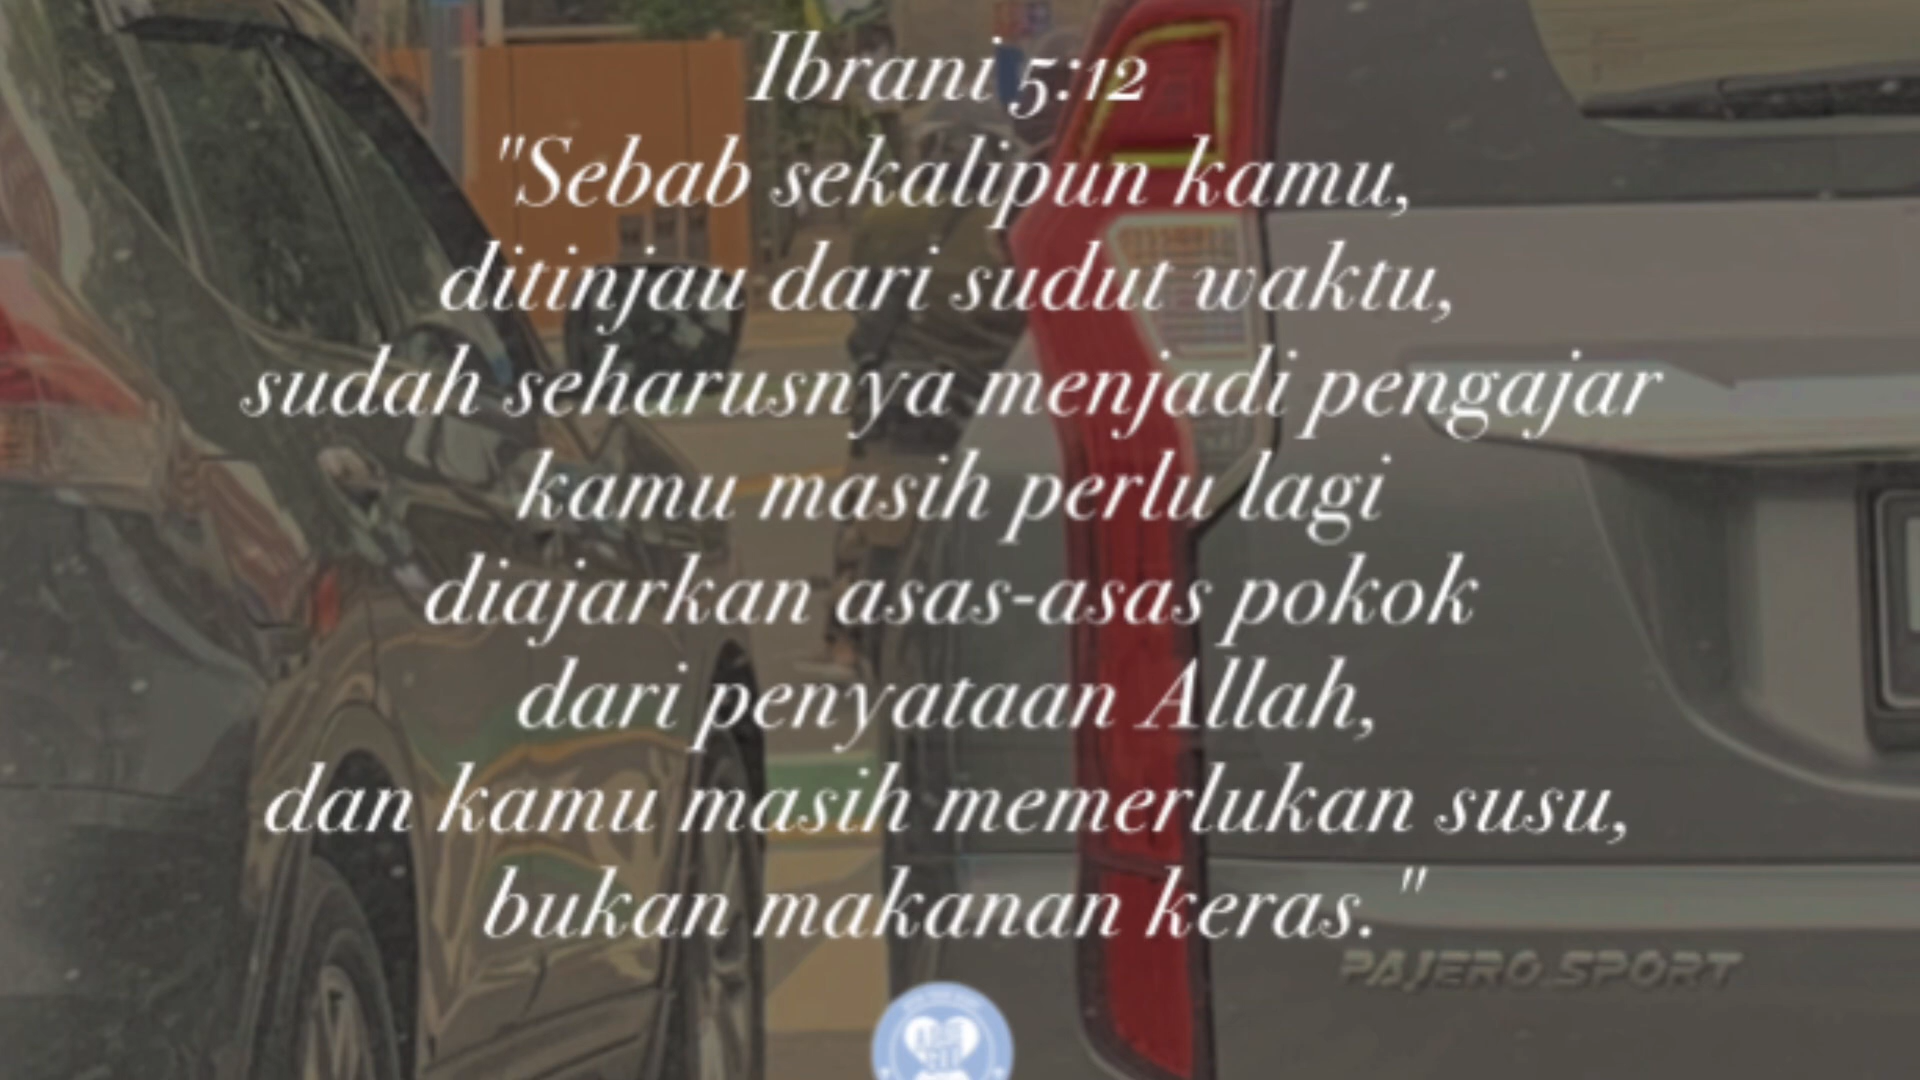 Ibrani 5:12
"Sebab sekalipun kamu,
ditinjau dari sudut waktu,
sudah seharusnya menjadi pengajar
kamu masih perlu lagi
diajarkan asas-asas pokok
dari penyataan Allah,
dan kamu masih memerlukan susu,
bukan makanan keras."
PAJERO SPORT